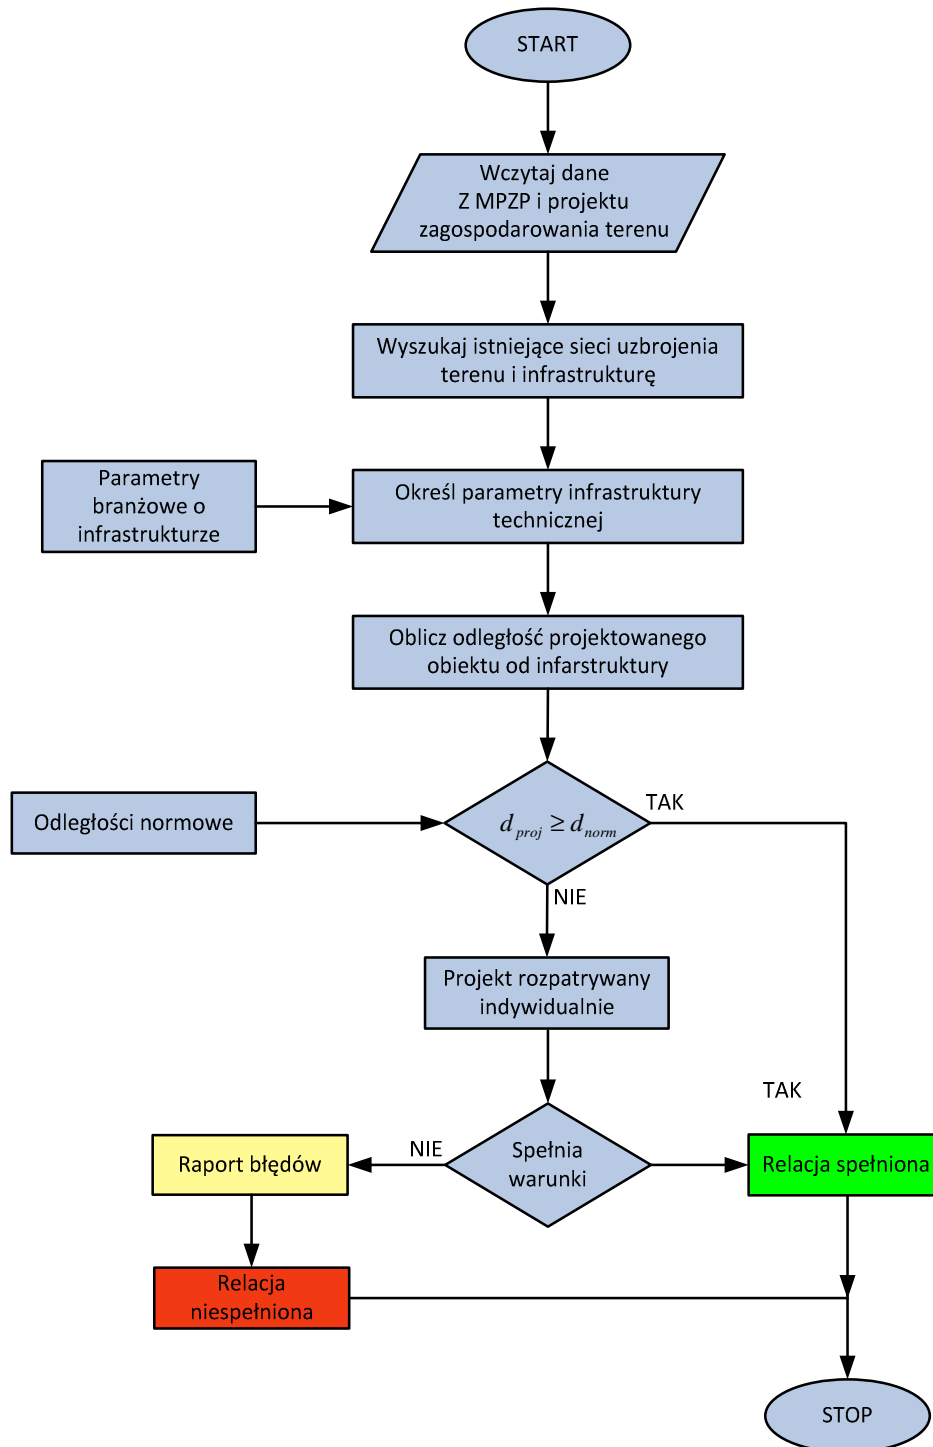 START
Wczytaj dane
Z MPZP i projektu
zagospodarowania terenu
Wyszukaj istniejące sieci uzbrojenia
terenu i infrastrukturę
Parametry
branżowe o
infrastrukturze
Określ parametry infrastruktury
technicznej
Oblicz odległość projektowanego
obiektu od infarstruktury
Odległości normowe
d proj ≥ d norm
TAK
NIE
Projekt rozpatrywany
indywidualnie
TAK
NIE
Raport błędów
Spełnia
warunki
Relacja spełniona
Relacja
niespełniona
STOP